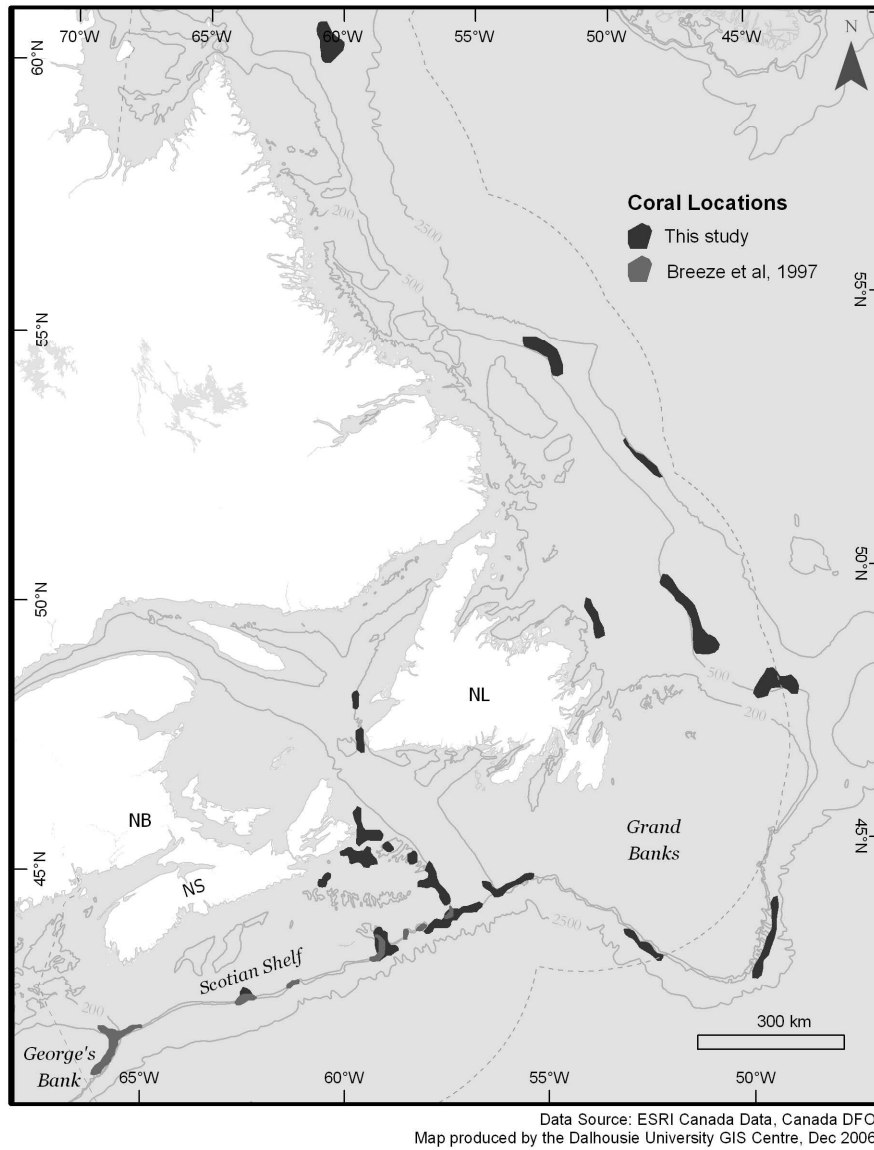 70°W 65°W 60°W 55°W 50°W 45°W
N
60°N
200
2500
Coral Locations
This study
Breeze et al, 1997
500
55°N
55°N
50°N
50°N
NL
500
200
NB
Grand
Banks
45°N
45°N
NS
2500
Scotian Shelf
200
300 km
George's
Bank
65°W 60°W 55°W 50°W
Data Source: ESRI Canada Data, Canada DFO
Map produced by the Dalhousie University GIS Centre, Dec 2006